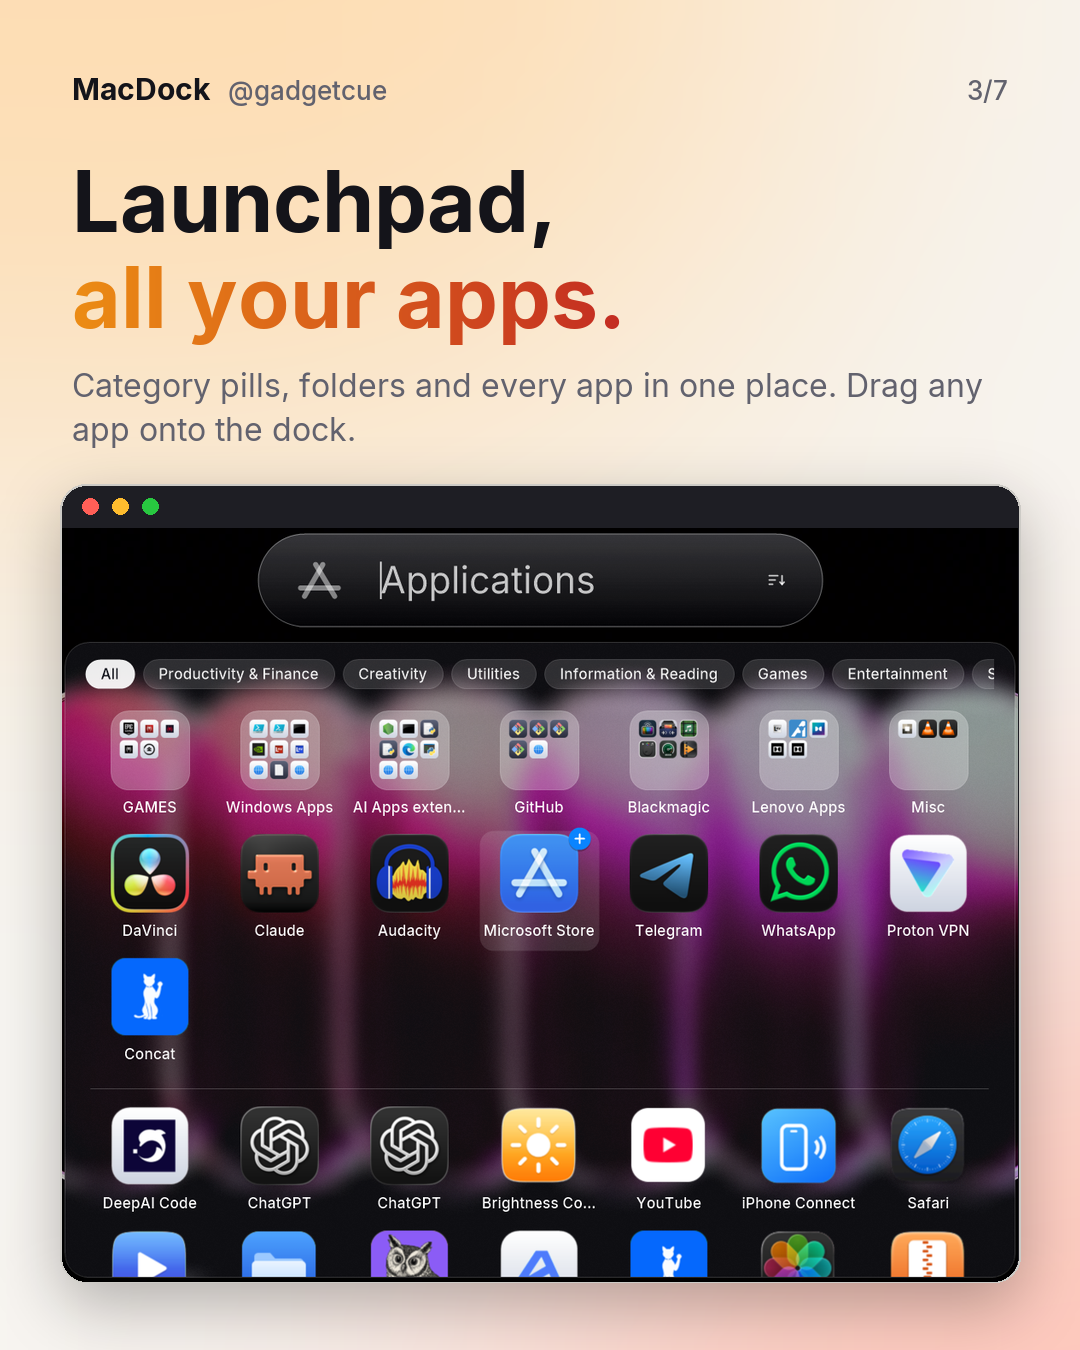 MacDock @gadgetcue 3/7
Launchpad,
all your apps.
Category pills, folders and every app in one place. Drag any
app onto the dock.
Applications
All Productivity & Finance Creativity Utilities Information & Reading Games Entertainment S
GAMES Windows Apps AI Apps exten... GitHub Blackmagic Lenovo Apps Misc
DaVinci Claude Audacity Microsoft Store Telegram WhatsApp Proton VPN
Concat
DeepAI Code ChatGPT ChatGPT Brightness Co... YouTube iPhone Connect Safari